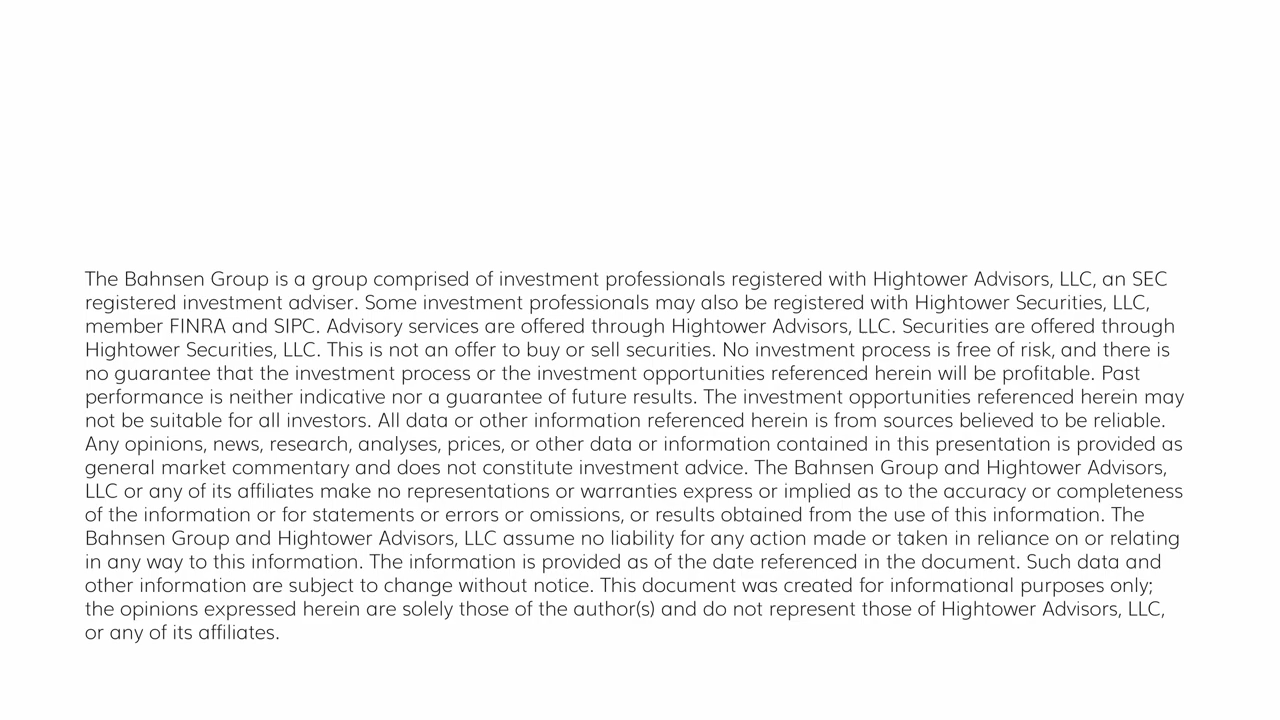 The Bahnsen Group is a group comprised of investment professionals registered with Hightower Advisors, LLC, an SEC
registered investment adviser. Some investment professionals may also be registered with Hightower Securities, LLC,
member FINRA and SIPC. Advisory services are offered through Hightower Advisors, LLC. Securities are offered through
Hightower Securities, LLC. This is not an offer to buy or sell securities. No investment process is free of risk, and there is
no guarantee that the investment process or the investment opportunities referenced herein will be profitable. Past
performance is neither indicative nor a guarantee of future results. The investment opportunities referenced herein may
not be suitable for all investors. All data or other information referenced herein is from sources believed to be reliable.
Any opinions, news, research, analyses, prices, or other data or information contained in this presentation is provided as
general market commentary and does not constitute investment advice. The Bahnsen Group and Hightower Advisors,
LLC or any of its affiliates make no representations or warranties express or implied as to the accuracy or completeness
of the information or for statements or errors or omissions, or results obtained from the use of this information. The
Bahnsen Group and Hightower Advisors, LLC assume no liability for any action made or taken in reliance on or relating
in any way to this information. The information is provided as of the date referenced in the document. Such data and
other information are subject to change without notice. This document was created for informational purposes only;
the opinions expressed herein are solely those of the author(s) and do not represent those of Hightower Advisors, LLC,
or any of its affiliates.